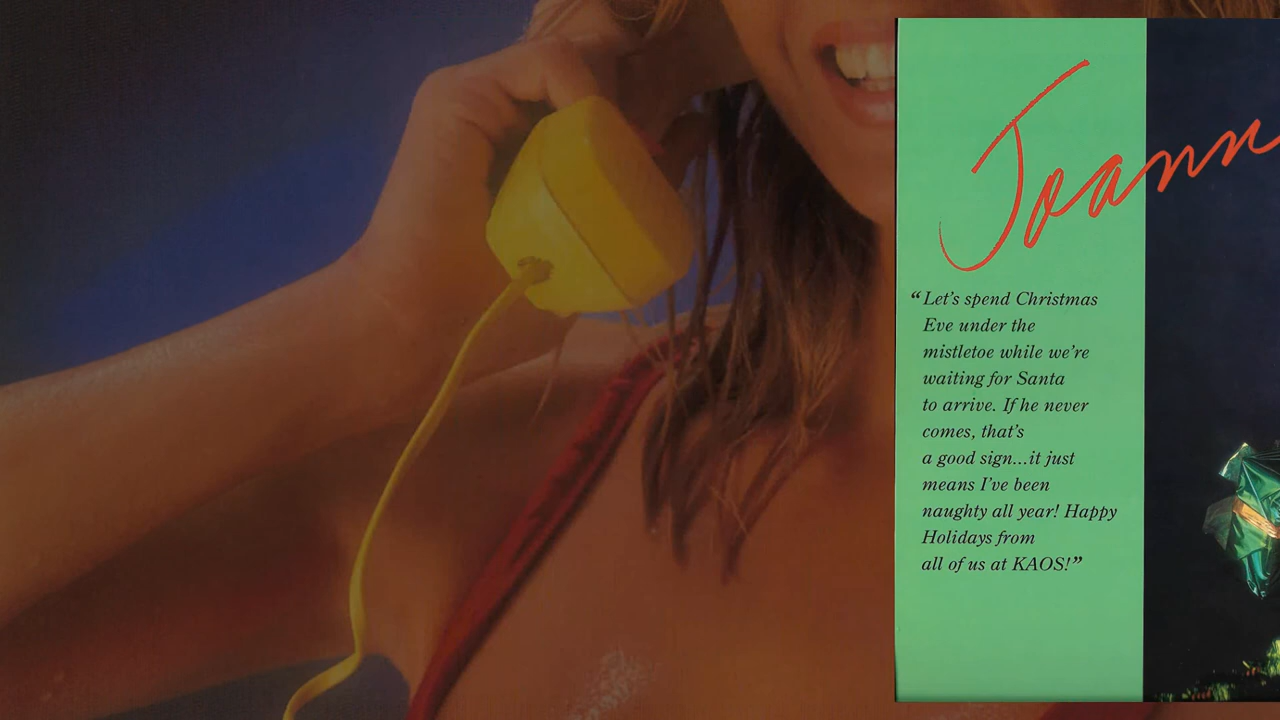 Joann
“Let’s spend Christmas
Eve under the
mistletoe while we’re
waiting for Santa
to arrive. If he never
comes, that’s
a good sign...it just
means I’ve been
naughty all year! Happy
Holidays from
all of us at KAOS!”